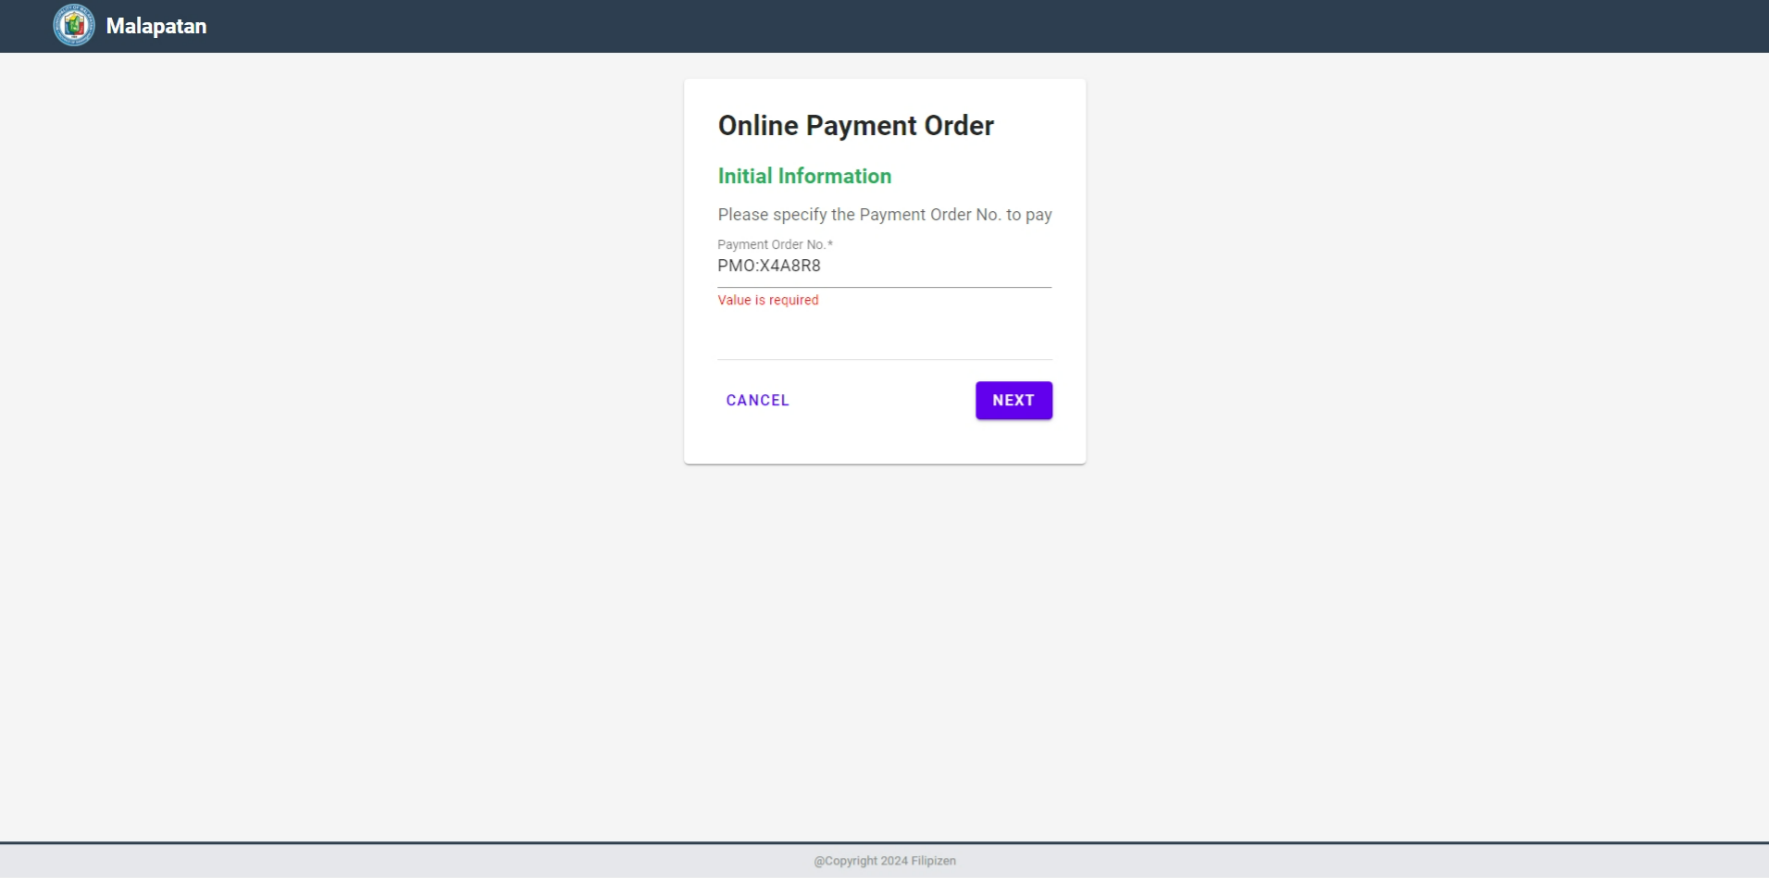 Malapatan
Online Payment Order
Initial Information
Please specify the Payment Order No. to pay
Payment Order No.*
PMO:X4A8R8
Value is required
CANCEL
NEXT
@Copyright 2024 Filipizen